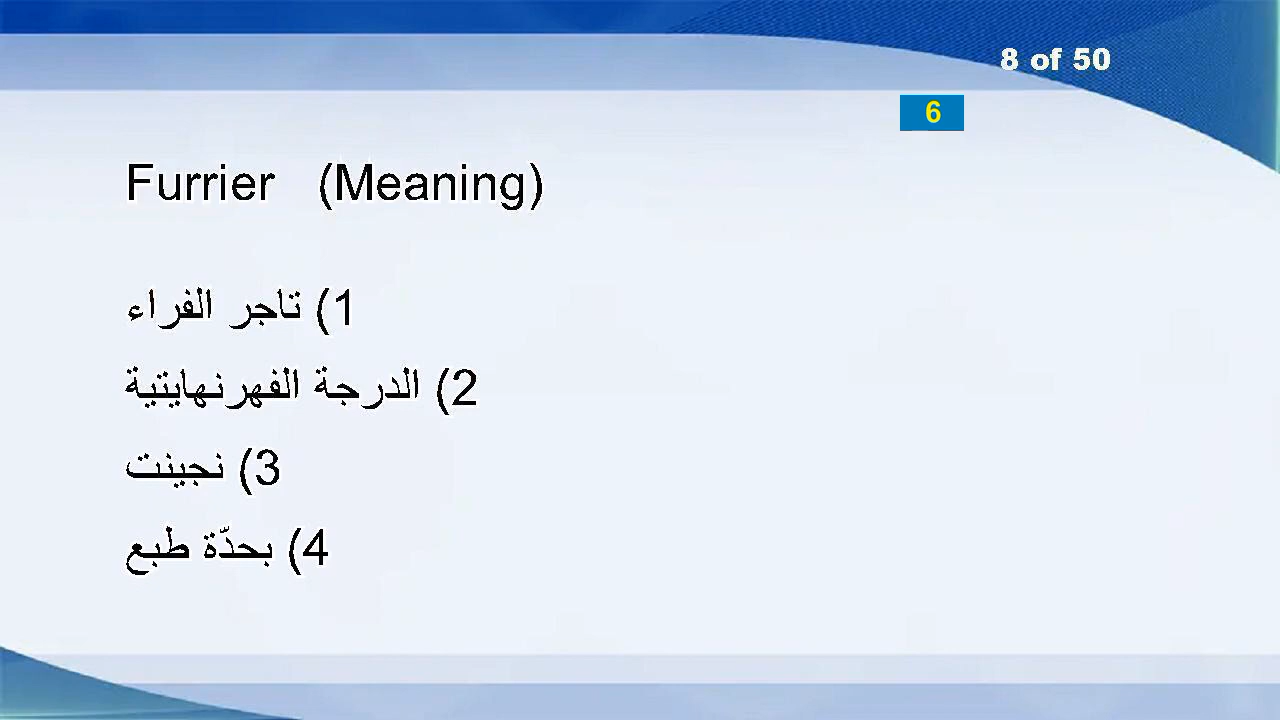 8 of 50
6
Furrier (Meaning)
1) تاجر الفراء
2) الدرجة الفهرنهايتية
3) نجينت
4) بحدّة طبع